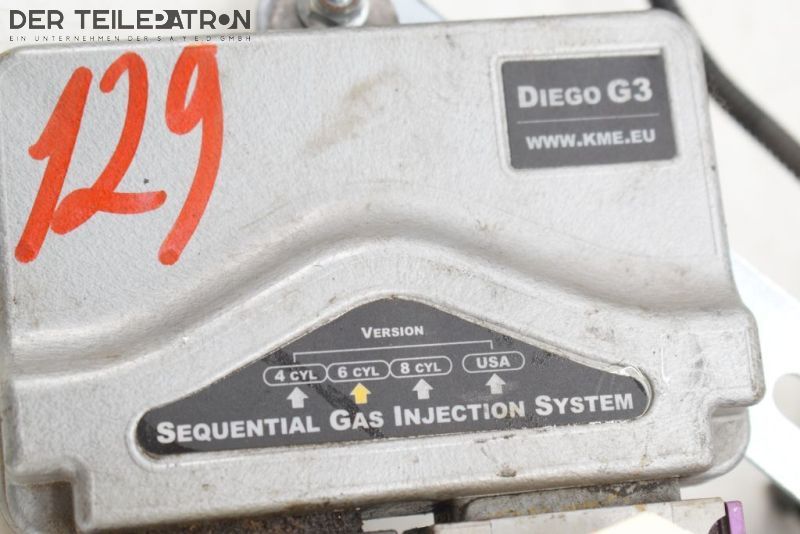 DER TEILEPATRON
EIN UNTERNEHMEN DER SAYED GMBH
129
DIEGO G3
WWW.KME.EU
VERSION
4 CYL 6 CYL 8 CYL USA
SEQUENTIAL GAS INJECTION SYSTEM